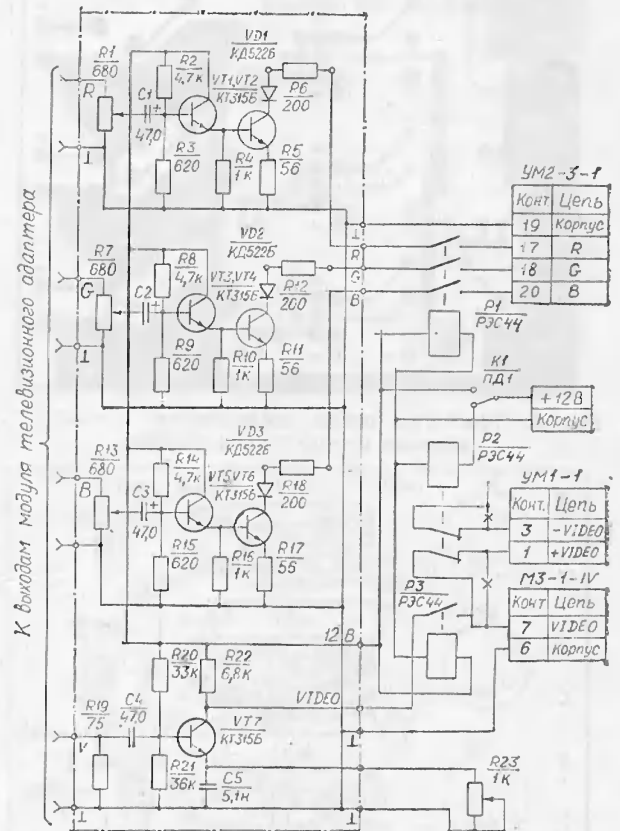 К выходам модуля телевизионного адаптера
R1
680
R
⊥
C1
+
47,0
R2
4,7к
R3
620
VT1,VT2
КТ315Б
R4
1к
VD1
КД522Б
R6
200
R5
56
R7
680
G
⊥
C2
+
R8
4,7к
R9
620
VT3,VT4
КТ315Б
R10
1к
VD2
КД522Б
R12
200
R11
56
R13
680
B
C3
+
47,0
R14
4,7к
R15
620
VT5,VT6
КТ315Б
R16
1к
VD3
КД522Б
R18
200
R17
56
12 В
R19
75
V
⊥
C4
47,0
R20
33к
R22
6,8к
R21
36к
VT7
КТ315Б
C5
5,1н
VIDEO
⊥
R
G
B
⊥
⊥
УМ2-3-1
Конт Цепь
19 Корпус
17 R
18 G
20 B
P1
РЭС44
К1
ПД1
+12В
Корпус
P2
РЭС44
УМ1-1
Конт. Цепь
3 -VIDEO
1 +VIDEO
P3
РЭС44
М3-1-IV
Конт Цепь
7 VIDEO
6 Корпус
R23
1К